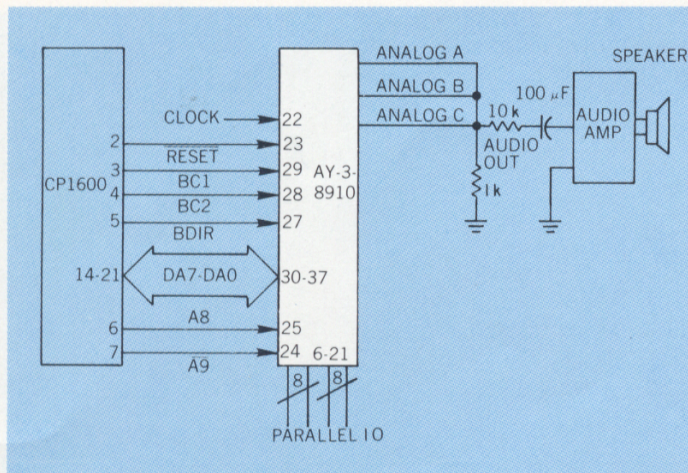 ANALOG A
SPEAKER
ANALOG B
100 µF
10 k
CLOCK
22
ANALOG C
AUDIO
AMP
2
23
AUDIO
OUT
RESET
3
29
AY-3-
8910
CP1600
BC1
1k
4
28
BC2
5
27
BDIR
14-21
DA7-DA0
30-37
A8
6
25
A9
7
24
6-21
8
8
PARALLEL IO